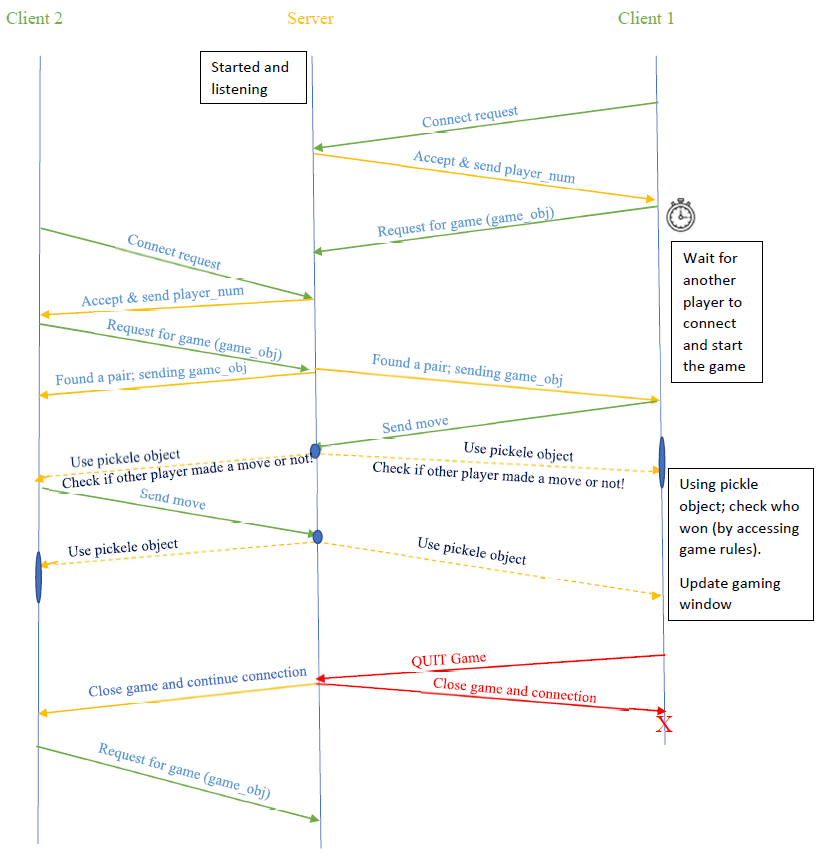 Client 2
Server
Client 1
Started and
listening
Connect request
Accept & send player_num
Request for game (game_obj)
Wait for
another
player to
connect
and start
the game
Connect request
Accept & send player_num
Request for game (game_obj)
Found a pair; sending game_obj
Found a pair; sending game_obj
Send move
Use pickele object
Check if other player made a move or not!
Use pickele object
Check if other player made a move or not!
Using pickle
object; check who
won (by accessing
game rules).
Update gaming
window
Send move
Use pickele object
Use pickele object
QUIT Game
Close game and continue connection
Close game and connection
X
Request for game (game_obj)